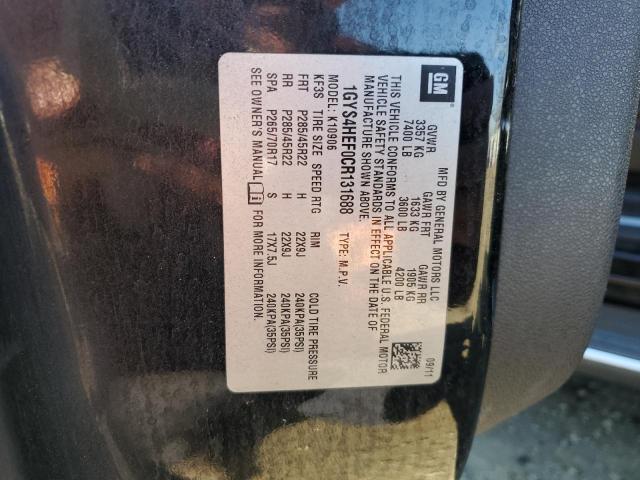 GM
MFD BY GENERAL MOTORS LLC
09/11
GVWR GAWR FRT GAWR RR
3357 KG 1633 KG 1905 KG
7400 LB 3600 LB 4200 LB
THIS VEHICLE CONFORMS TO ALL APPLICABLE U.S. FEDERAL MOTOR
VEHICLE SAFETY STANDARDS IN EFFECT ON THE DATE OF
MANUFACTURE SHOWN ABOVE.
1GYS4HEF0CR131688 TYPE: M.P.V.
MODEL: K10906
KF3S TIRE SIZE SPEED RTG RIM COLD TIRE PRESSURE
FRT P285/45R22 H 22X9J 240KPA(35PSI)
RR P285/45R22 H 22X9J 240KPA(35PSI)
SPA P265/70R17 S 17X7.5J 240KPA(35PSI)
SEE OWNER'S MANUAL FOR MORE INFORMATION.